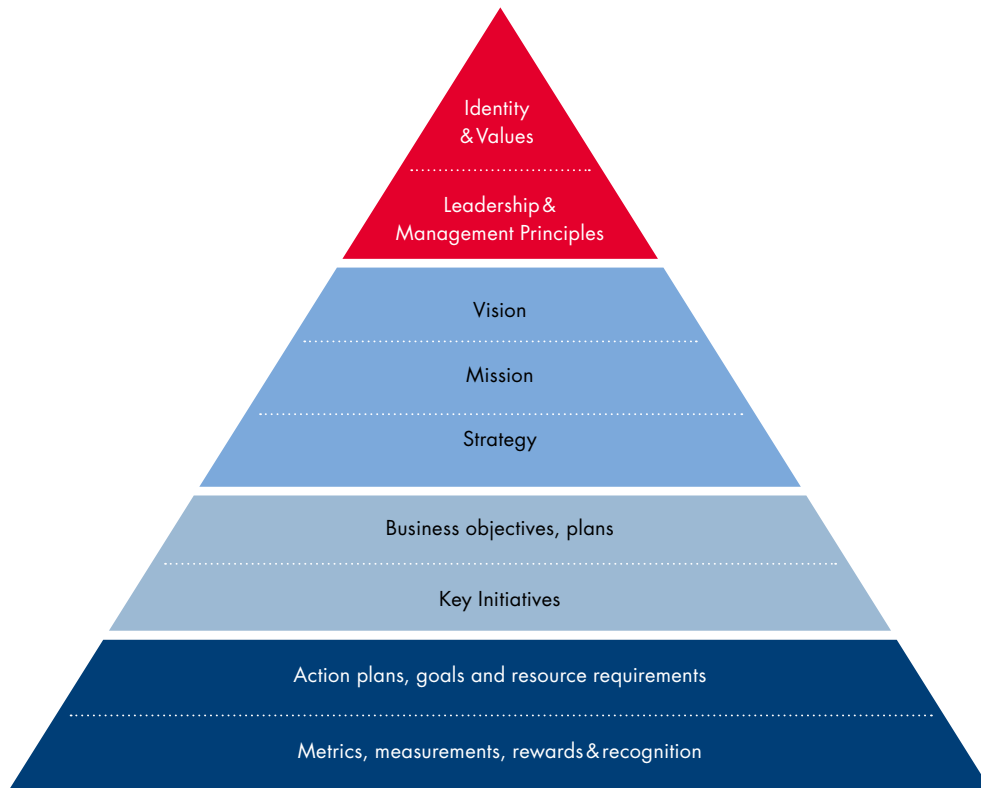 Identity
& Values
Leadership &
Management Principles
Vision
Mission
Strategy
Business objectives, plans
Key Initiatives
Action plans, goals and resource requirements
Metrics, measurements, rewards & recognition